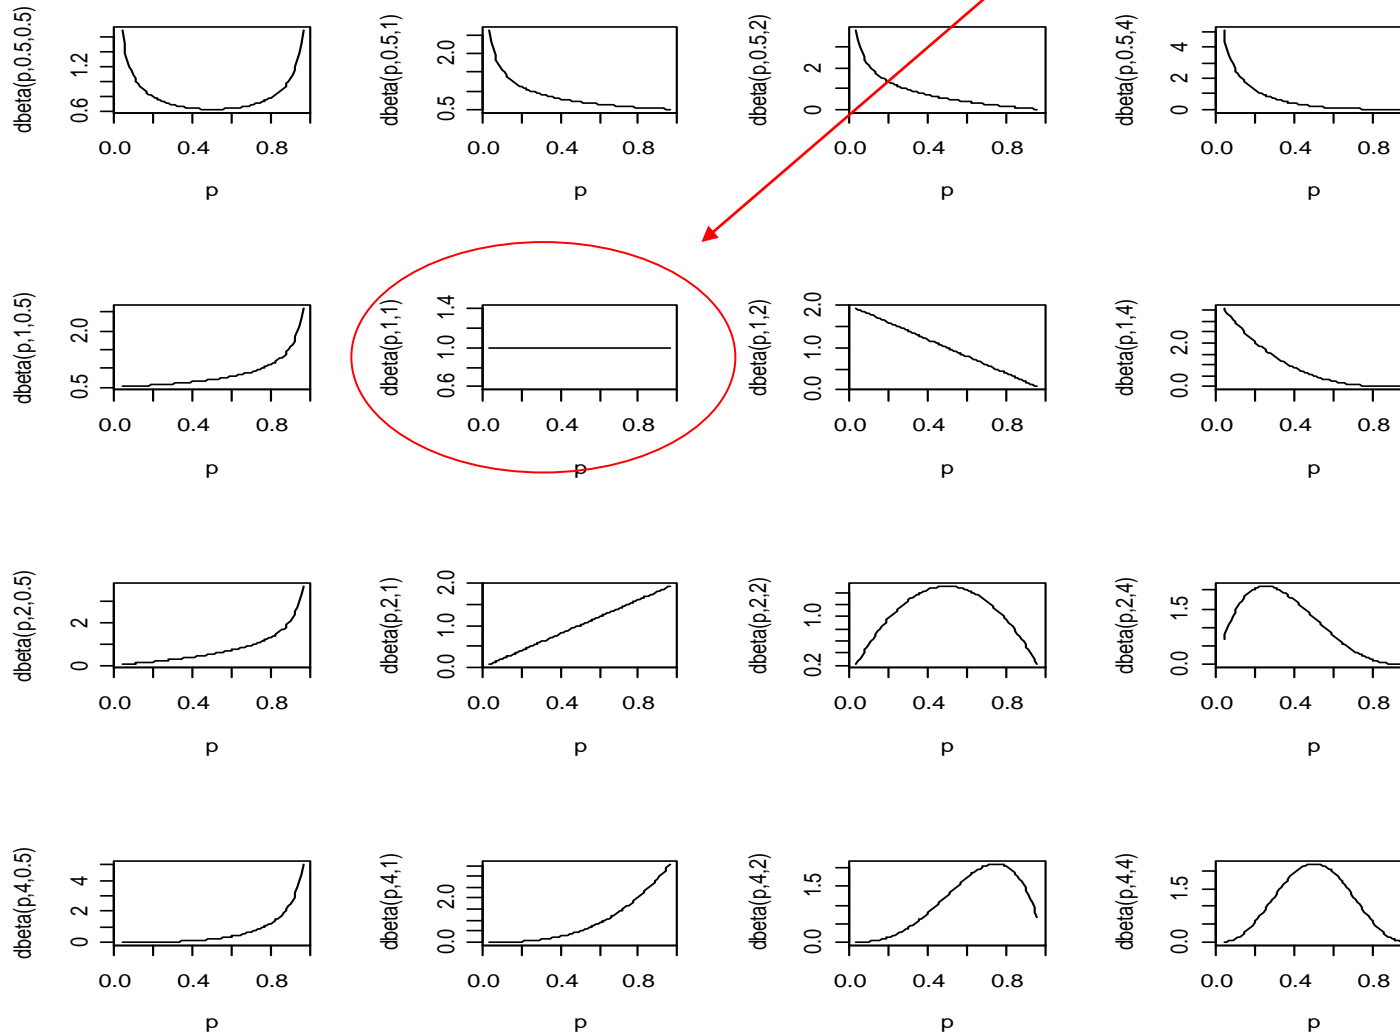 dbeta(p,0.5,0.5)
0.6 1.2
0.0 0.4 0.8
p
dbeta(p,0.5,1)
0.5 2.0
0.0 0.4 0.8
p
dbeta(p,0.5,2)
0 2
0.0 0.4 0.8
p
dbeta(p,0.5,4)
0 2 4
0.0 0.4 0.8
p
dbeta(p,1,0.5)
0.5 2.0
0.0 0.4 0.8
p
dbeta(p,1,1)
0.6 1.0 1.4
0.0 0.4 0.8
p
dbeta(p,1,2)
0.0 1.0 2.0
0.0 0.4 0.8
p
dbeta(p,1,4)
0.0 2.0
0.0 0.4 0.8
p
dbeta(p,2,0.5)
0 2
0.0 0.4 0.8
p
dbeta(p,2,1)
0.0 1.0 2.0
0.0 0.4 0.8
p
dbeta(p,2,2)
0.2 1.0
0.0 0.4 0.8
p
dbeta(p,2,4)
0.0 1.5
0.0 0.4 0.8
p
dbeta(p,4,0.5)
0 2 4
0.0 0.4 0.8
p
dbeta(p,4,1)
0.0 2.0
0.0 0.4 0.8
p
dbeta(p,4,2)
0.0 1.5
0.0 0.4 0.8
p
dbeta(p,4,4)
0.0 1.5
0.0 0.4 0.8
p